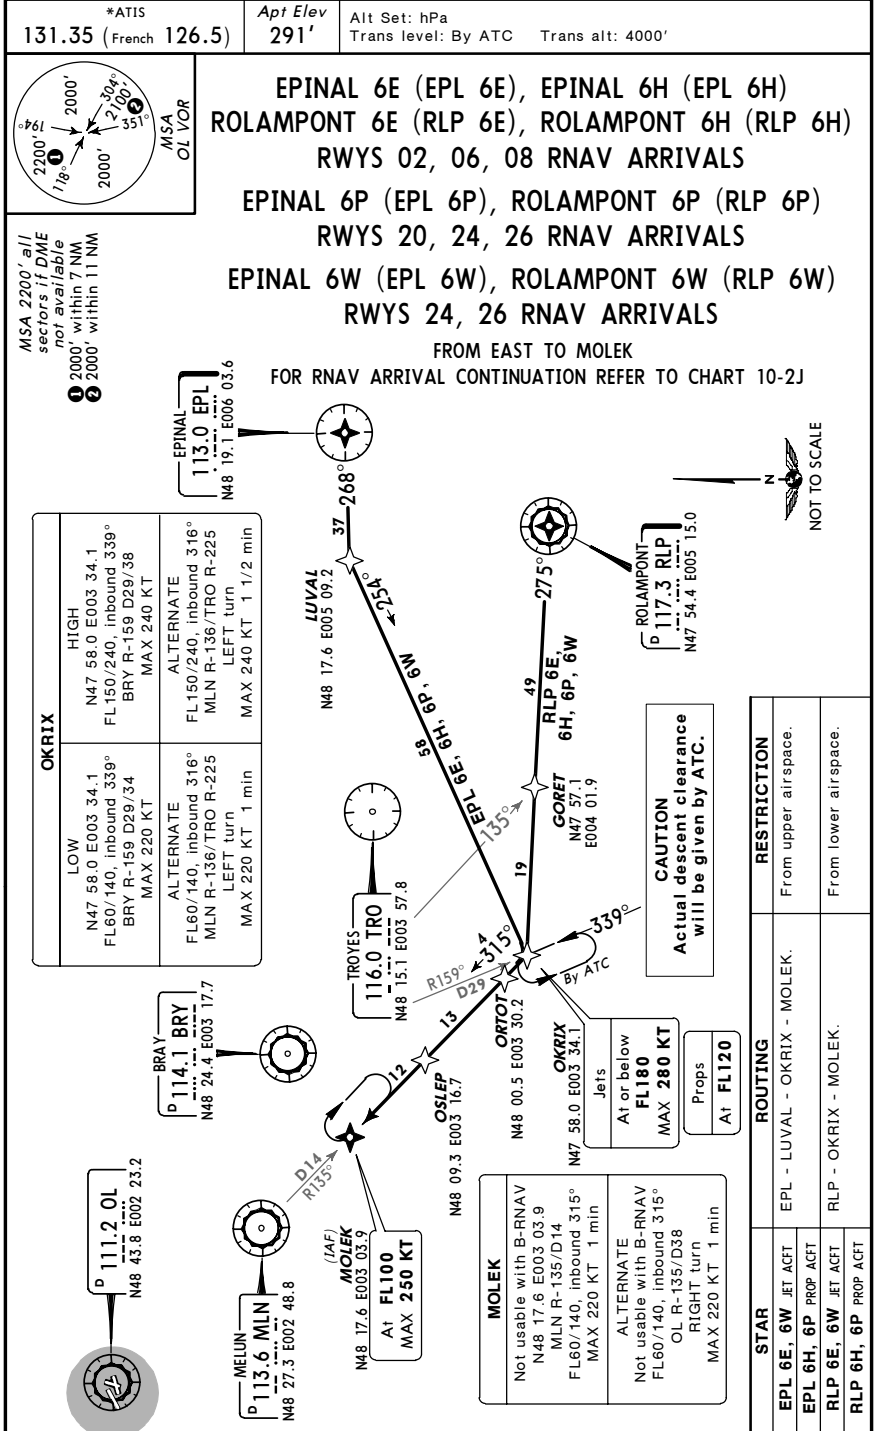 *ATIS
131.35 (French 126.5)
Apt Elev
291'
Alt Set: hPa
Trans level: By ATC Trans alt: 4000'
2000'
304°
2100'
2
351°
194°
2200'
1
118°
2000'
MSA
OL VOR
MSA 2200' all
sectors if DME
not available
1 2000' within 7 NM
2 2000' within 11 NM
EPINAL 6E (EPL 6E), EPINAL 6H (EPL 6H)
ROLAMPONT 6E (RLP 6E), ROLAMPONT 6H (RLP 6H)
RWYS 02, 06, 08 RNAV ARRIVALS
EPINAL 6P (EPL 6P), ROLAMPONT 6P (RLP 6P)
RWYS 20, 24, 26 RNAV ARRIVALS
EPINAL 6W (EPL 6W), ROLAMPONT 6W (RLP 6W)
RWYS 24, 26 RNAV ARRIVALS
FROM EAST TO MOLEK
FOR RNAV ARRIVAL CONTINUATION REFER TO CHART 10-2J
EPINAL
113.0 EPL
N48 19.1 E006 03.6
268°
37
LUVAL
N48 17.6 E005 09.2
254°
58
EPL 6E, 6H, 6P, 6W
N
NOT TO SCALE
ROLAMPONT
D 117.3 RLP
N47 54.4 E005 15.0
275°
49
RLP 6E,
6H, 6P, 6W
GORET
N47 57.1
E004 01.9
19
135°
TROYES
116.0 TRO
N48 15.1 E003 57.8
OKRIX
HIGH
N47 58.0 E003 34.1
FL150/240, inbound 339°
BRY R-159 D29/38
MAX 240 KT
ALTERNATE
FL150/240, inbound 316°
MLN R-136/TRO R-225
LEFT turn
MAX 240 KT 1 1/2 min
LOW
N47 58.0 E003 34.1
FL60/140, inbound 339°
BRY R-159 D29/34
MAX 220 KT
ALTERNATE
FL60/140, inbound 316°
MLN R-136/TRO R-225
LEFT turn
MAX 220 KT 1 min
CAUTION
Actual descent clearance
will be given by ATC.
339°
By ATC
4
315°
R159°
D29
BRAY
D 114.1 BRY
N48 24.4 E003 17.7
ORTOT
N48 00.5 E003 30.2
13
OKRIX
N47 58.0 E003 34.1
Jets
At or below
FL180
MAX 280 KT
Props
At FL120
OSLEP
N48 09.3 E003 16.7
12
D14
R135°
(IAF)
MOLEK
N48 17.6 E003 03.9
At FL100
MAX 250 KT
D 111.2 OL
N48 43.8 E002 23.2
MELUN
D 113.6 MLN
N48 27.3 E002 48.8
MOLEK
Not usable with B-RNAV
N48 17.6 E003 03.9
MLN R-135/D14
FL60/140, inbound 315°
MAX 220 KT 1 min
ALTERNATE
Not usable with B-RNAV
FL60/140, inbound 315°
OL R-135/D38
RIGHT turn
MAX 220 KT 1 min
STAR ROUTING RESTRICTION
EPL 6E, 6W JET ACFT EPL - LUVAL - OKRIX - MOLEK. From upper airspace.
EPL 6H, 6P PROP ACFT
RLP 6E, 6W JET ACFT RLP - OKRIX - MOLEK. From lower airspace.
RLP 6H, 6P PROP ACFT